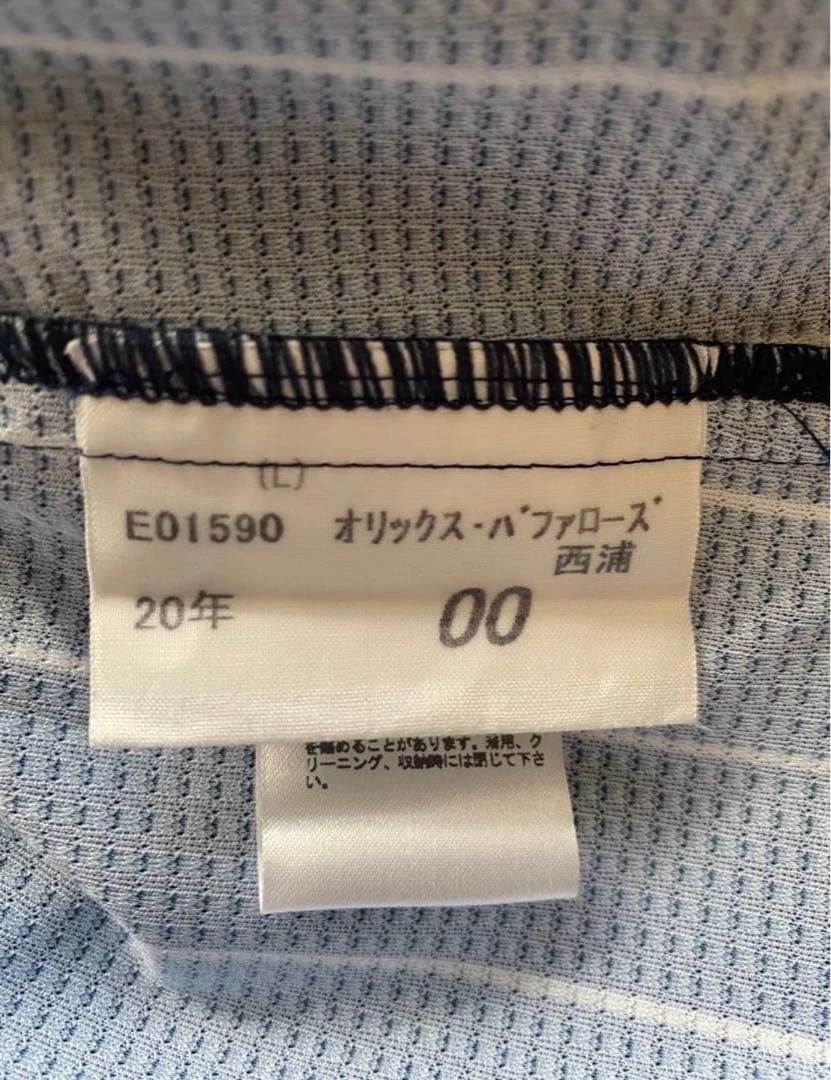 (L)
E01590 オリックス・バファローズ
西浦
20年 00
を傷めることがあります。着用、ク
リーニング、収納時には閉じて下さ
い。